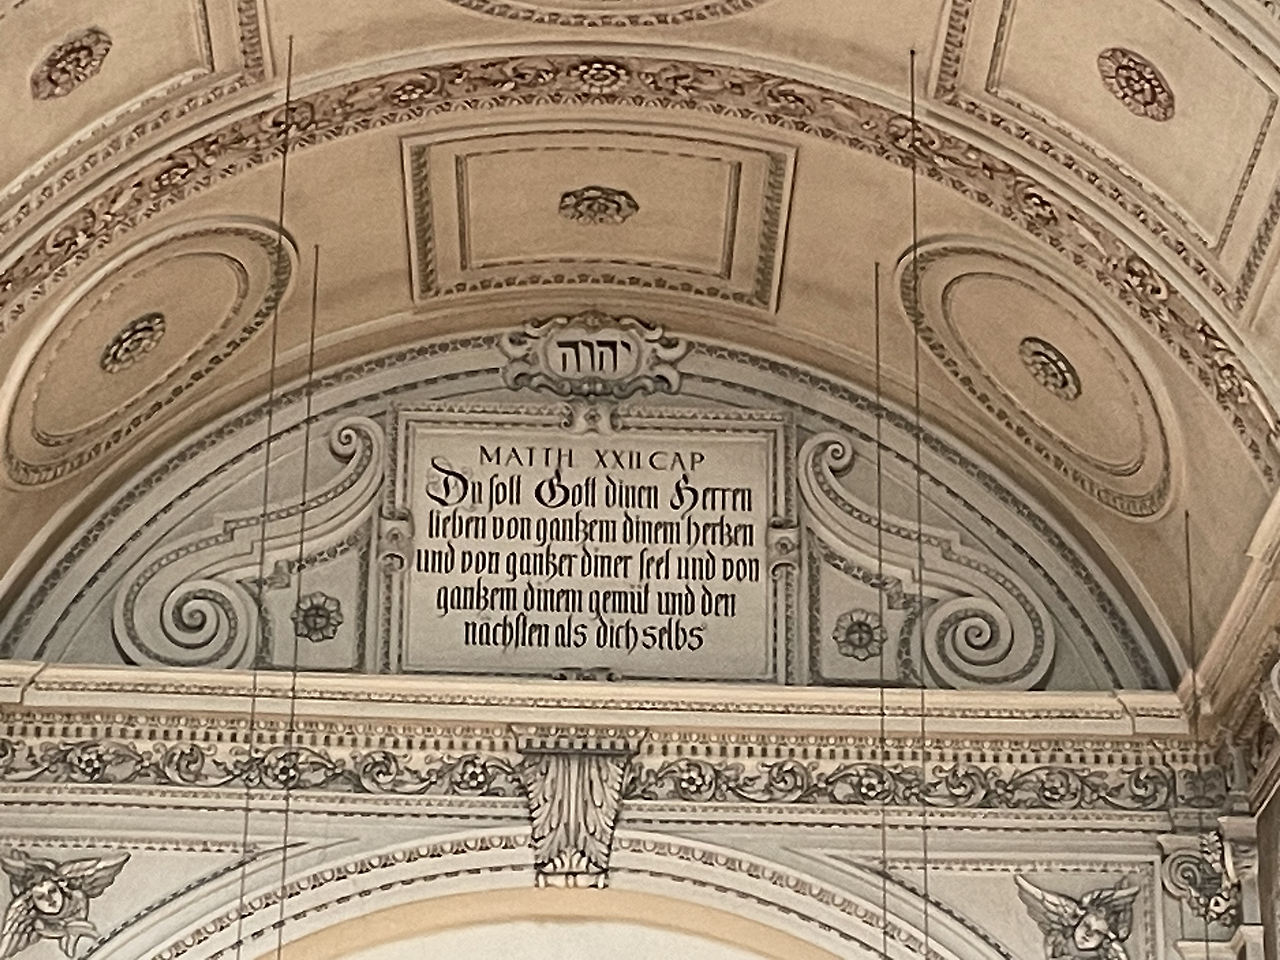 יהוה
MATTH XXII CAP
Du soll Gott dinen Herren
lieben von gantzem dinem hertzen
und von gantzer diner seel und von
gantzem dinem gemüt und den
nächsten als dich selbs